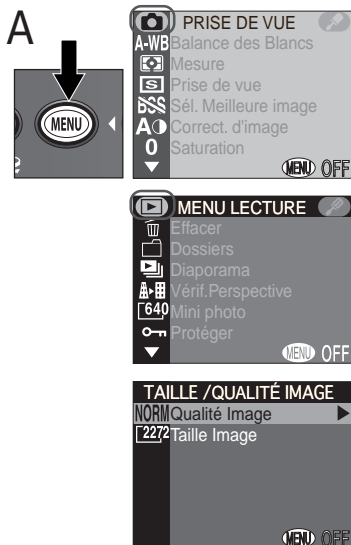 A
MENU
PRISE DE VUE
A-WB Balance des Blancs
Mesure
S Prise de vue
BSS Sél. Meilleure image
A Correct. d'image
0 Saturation
MENU OFF
MENU LECTURE
Effacer
Dossiers
Diaporama
Vérif.Perspective
640 Mini photo
Protéger
MENU OFF
TAILLE /QUALITÉ IMAGE
NORM Qualité Image
2272 Taille Image
MENU OFF